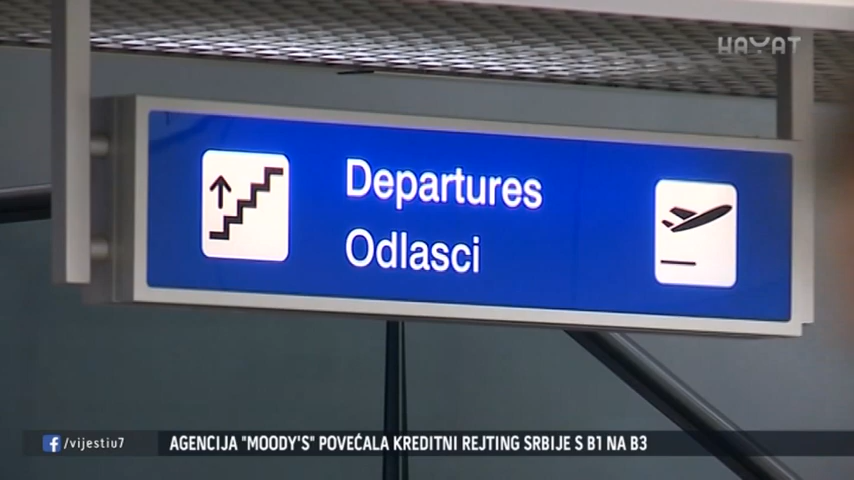 HAYAT
Departures
Odlasci
/vijestiu7
AGENCIJA "MOODY'S" POVEĆALA KREDITNI REJTING SRBIJE S B1 NA B3